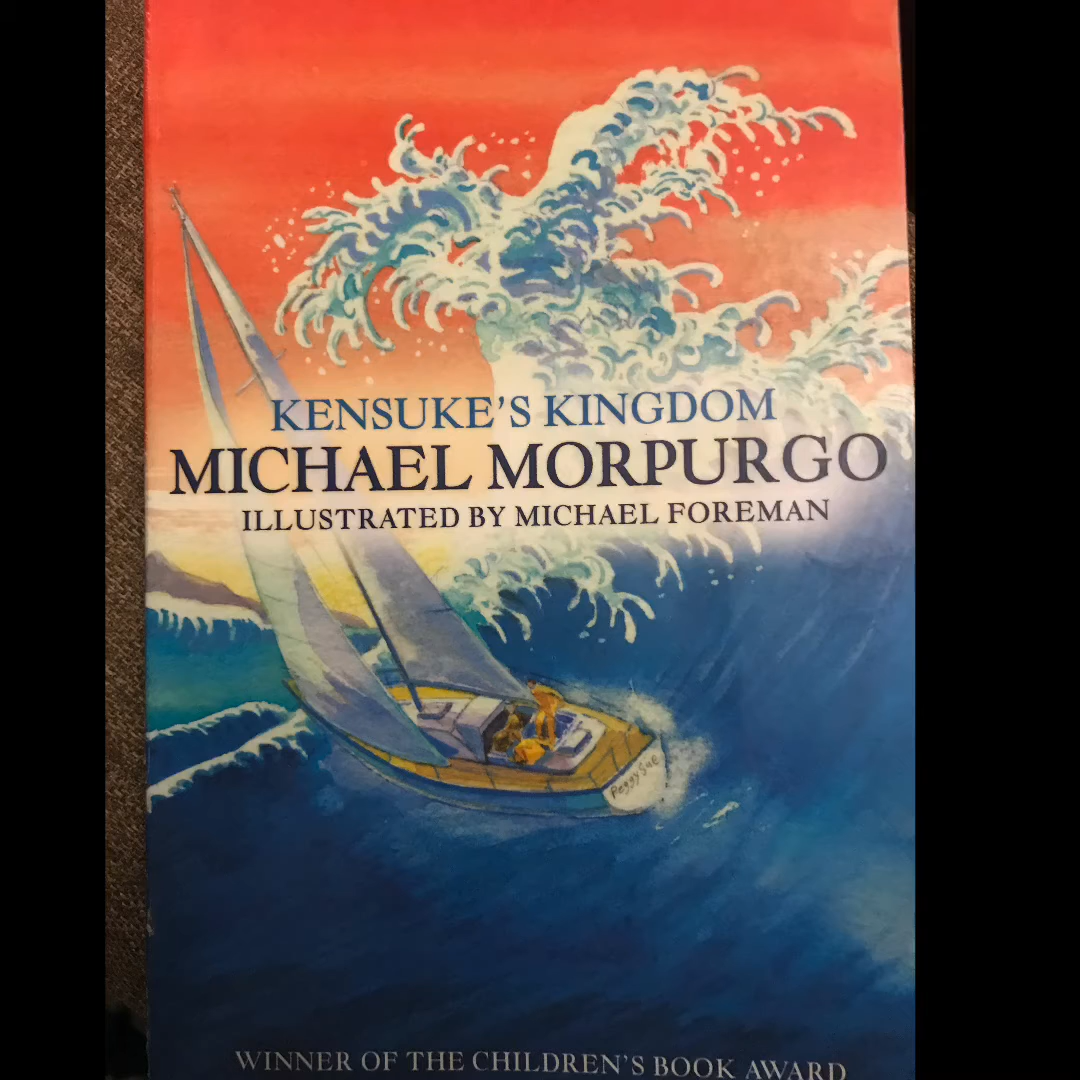 KENSUKE'S KINGDOM
MICHAEL MORPURGO
ILLUSTRATED BY MICHAEL FOREMAN
Peggy Sue
WINNER OF THE CHILDREN'S BOOK AWARD